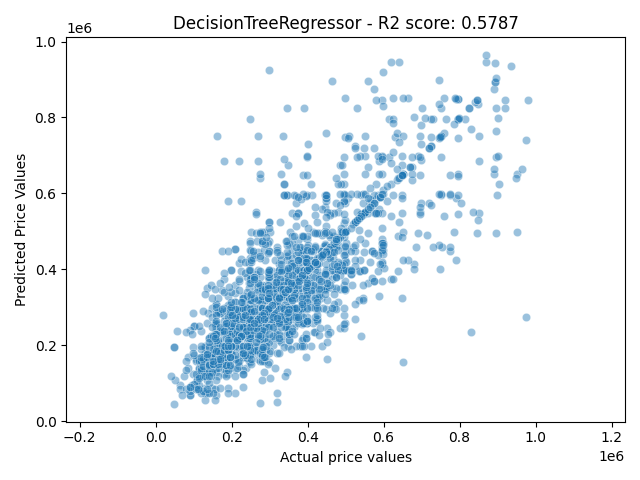 DecisionTreeRegressor - R2 score: 0.5787
1e6
1.0
0.8
0.6
0.4
0.2
0.0
Predicted Price Values
−0.2 0.0 0.2 0.4 0.6 0.8 1.0 1.2
1e6
Actual price values